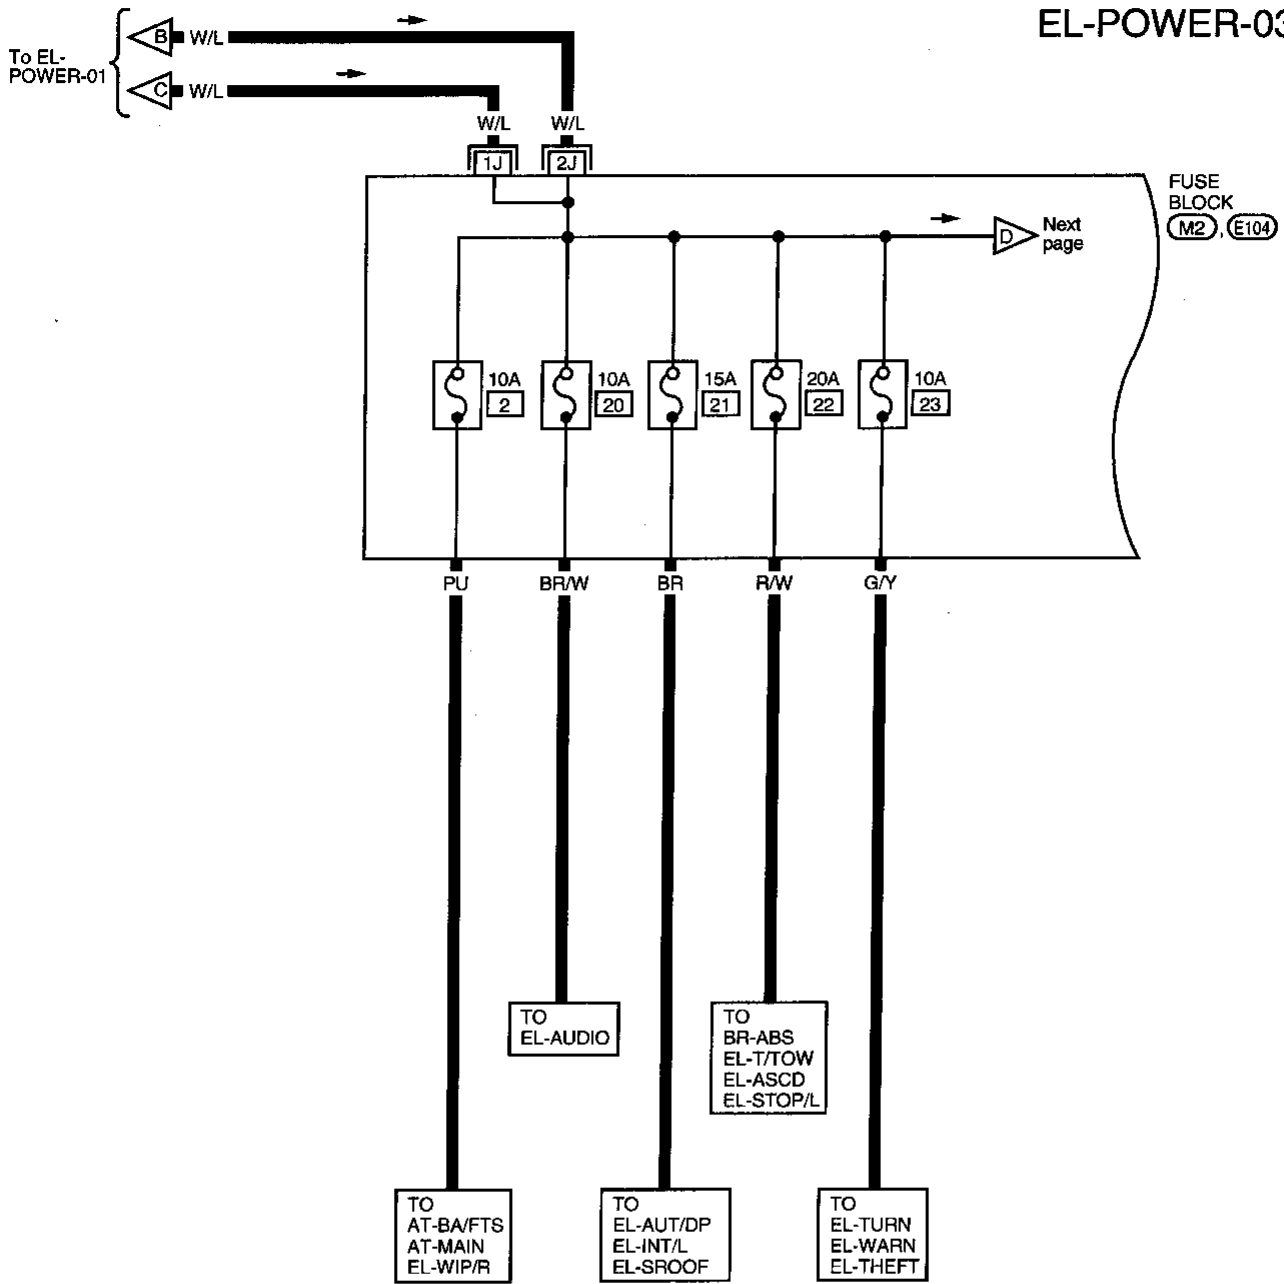 EL-POWER-03
To EL-
POWER-01
B W/L
C W/L
W/L W/L
1J 2J
FUSE
BLOCK
M2 , E104
D Next
page
10A 10A 15A 20A 10A
2 20 21 22 23
PU BR/W BR R/W G/Y
TO
EL-AUDIO
TO
BR-ABS
EL-T/TOW
EL-ASCD
EL-STOP/L
TO
AT-BA/FTS
AT-MAIN
EL-WIP/R
TO
EL-AUT/DP
EL-INT/L
EL-SROOF
TO
EL-TURN
EL-WARN
EL-THEFT